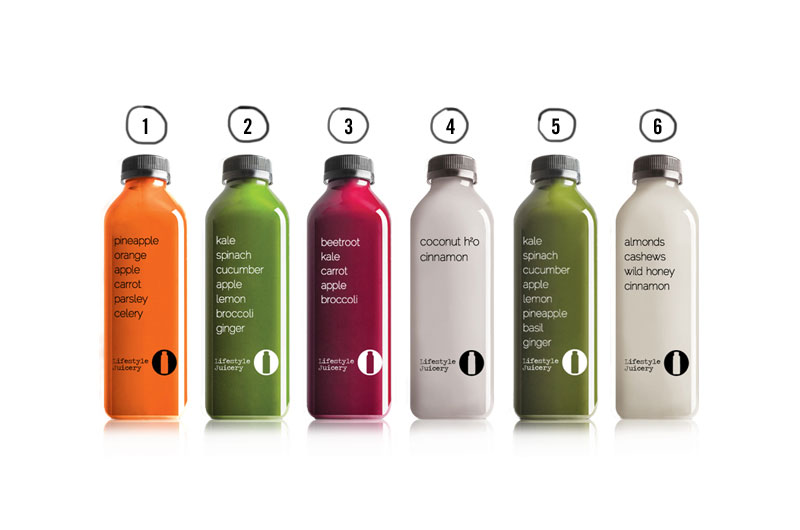 1
2
3
4
5
6
pineapple
orange
apple
carrot
parsley
celery
Lifestyle
Juicery
kale
spinach
cucumber
apple
lemon
broccoli
ginger
Lifestyle
Juicery
beetroot
kale
carrot
apple
broccoli
Lifestyle
Juicery
coconut h²o
cinnamon
Lifestyle
Juicery
kale
spinach
cucumber
apple
lemon
pineapple
basil
ginger
Lifestyle
Juicery
almonds
cashews
wild honey
cinnamon
Lifestyle
Juicery